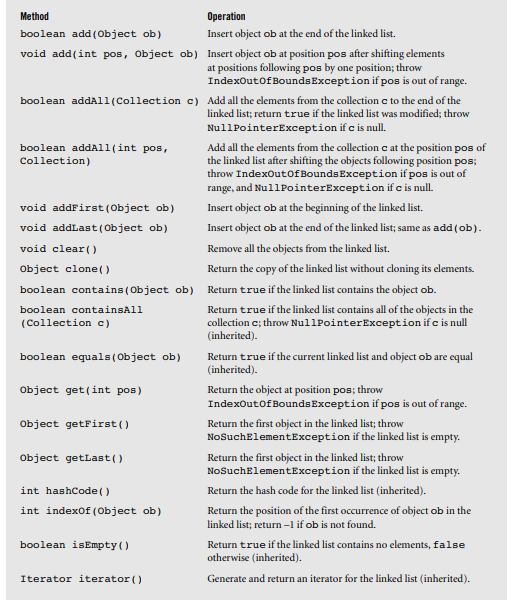 Method Operation
boolean add(Object ob) Insert object ob at the end of the linked list.
void add(int pos, Object ob) Insert object ob at position pos after shifting elements
at positions following pos by one position; throw
IndexOutOfBoundsException if pos is out of range.
boolean addAll(Collection c) Add all the elements from the collection c to the end of the
linked list; return true if the linked list was modified; throw
NullPointerException if c is null.
boolean addAll(int pos, Add all the elements from the collection c at the position pos of
Collection) the linked list after shifting the objects following position pos;
throw IndexOutOfBoundsException if pos is out of
range, and NullPointerException if c is null.
void addFirst(Object ob) Insert object ob at the beginning of the linked list.
void addLast(Object ob) Insert object ob at the end of the linked list; same as add(ob).
void clear() Remove all the objects from the linked list.
Object clone() Return the copy of the linked list without cloning its elements.
boolean contains(Object ob) Return true if the linked list contains the object ob.
boolean containsAll Return true if the linked list contains all of the objects in the
(Collection c) collection c; throw NullPointerException if c is null
(inherited).
boolean equals(Object ob) Return true if the current linked list and object ob are equal
(inherited).
Object get(int pos) Return the object at position pos; throw
IndexOutOfBoundsException if pos is out of range.
Object getFirst() Return the first object in the linked list; throw
NoSuchElementException if the linked list is empty.
Object getLast() Return the first object in the linked list; throw
NoSuchElementException if the linked list is empty.
int hashCode() Return the hash code for the linked list (inherited).
int indexOf(Object ob) Return the position of the first occurrence of object ob in the
linked list; return –1 if ob is not found.
boolean isEmpty() Return true if the linked list contains no elements, false
otherwise (inherited).
Iterator iterator() Generate and return an iterator for the linked list (inherited).